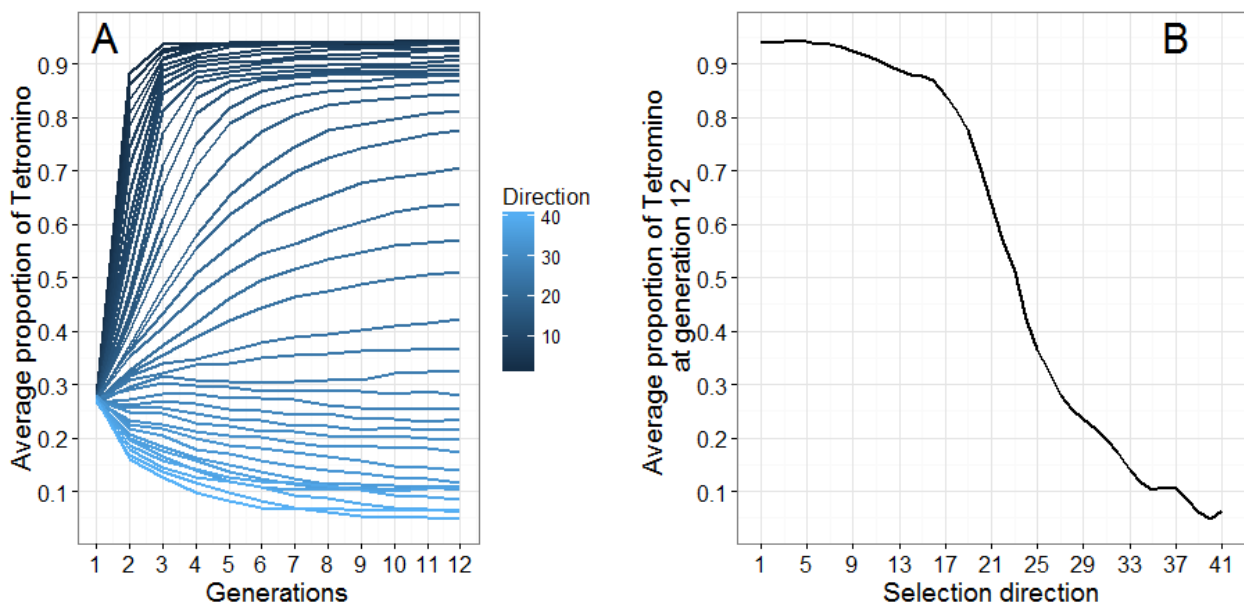 A
Average proportion of Tetromino
0.9
0.8
0.7
0.6
0.5
0.4
0.3
0.2
0.1
1 2 3 4 5 6 7 8 9 10 11 12
Generations
Direction
40
30
20
10
B
Average proportion of Tetromino
at generation 12
0.9
0.8
0.7
0.6
0.5
0.4
0.3
0.2
0.1
1 5 9 13 17 21 25 29 33 37 41
Selection direction